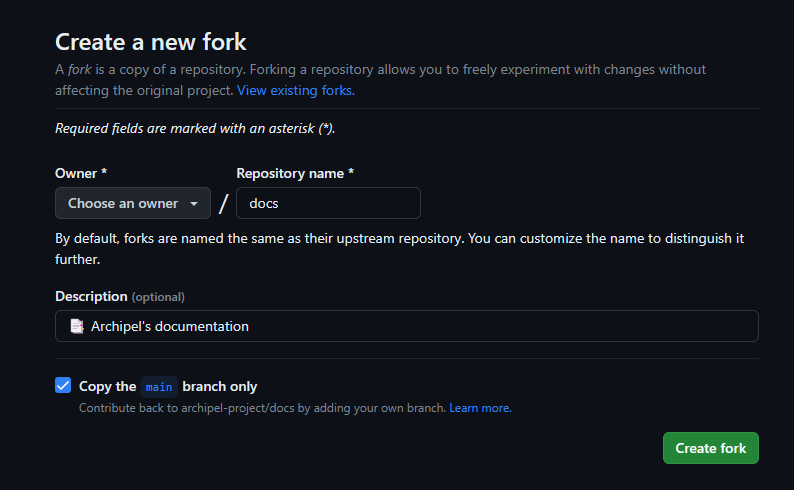 Create a new fork
A fork is a copy of a repository. Forking a repository allows you to freely experiment with changes without
affecting the original project. View existing forks.
Required fields are marked with an asterisk (*).
Owner * Repository name *
Choose an owner / docs
By default, forks are named the same as their upstream repository. You can customize the name to distinguish it
further.
Description (optional)
📑 Archipel's documentation
Copy the main branch only
Contribute back to archipel-project/docs by adding your own branch. Learn more.
Create fork